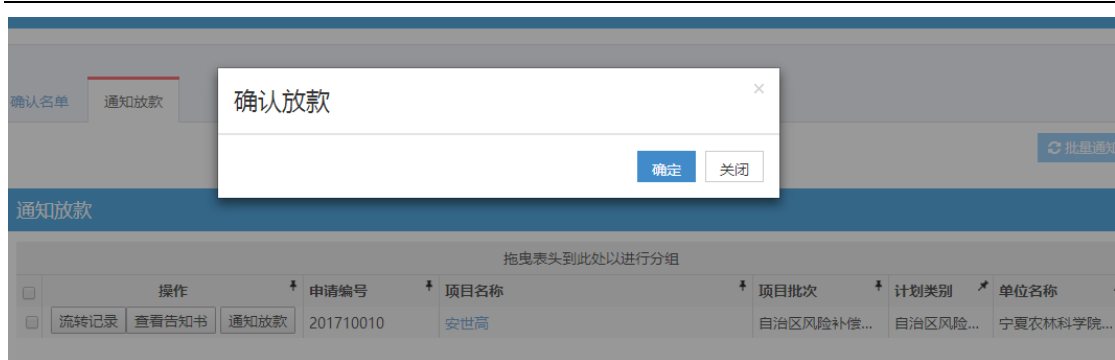 确认名单 通知放款
确认放款
×
批量通知
确定 关闭
通知放款
拖曳表头到此处以进行分组
操作 申请编号 项目名称 项目批次 计划类别 单位名称
流转记录 查看告知书 通知放款 201710010 安世高 自治区风险补偿... 自治区风险... 宁夏农林科学院...